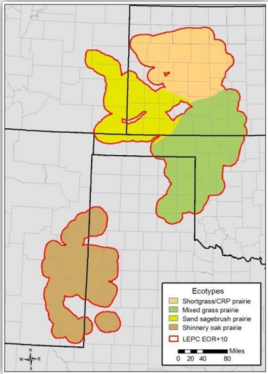 Ecotypes
Shortgrass/CRP prairie
Mixed grass prairie
Sand sagebrush prairie
Shinnery oak prairie
LEPC EOR+10
Miles
0 20 40 80
N
W E
S